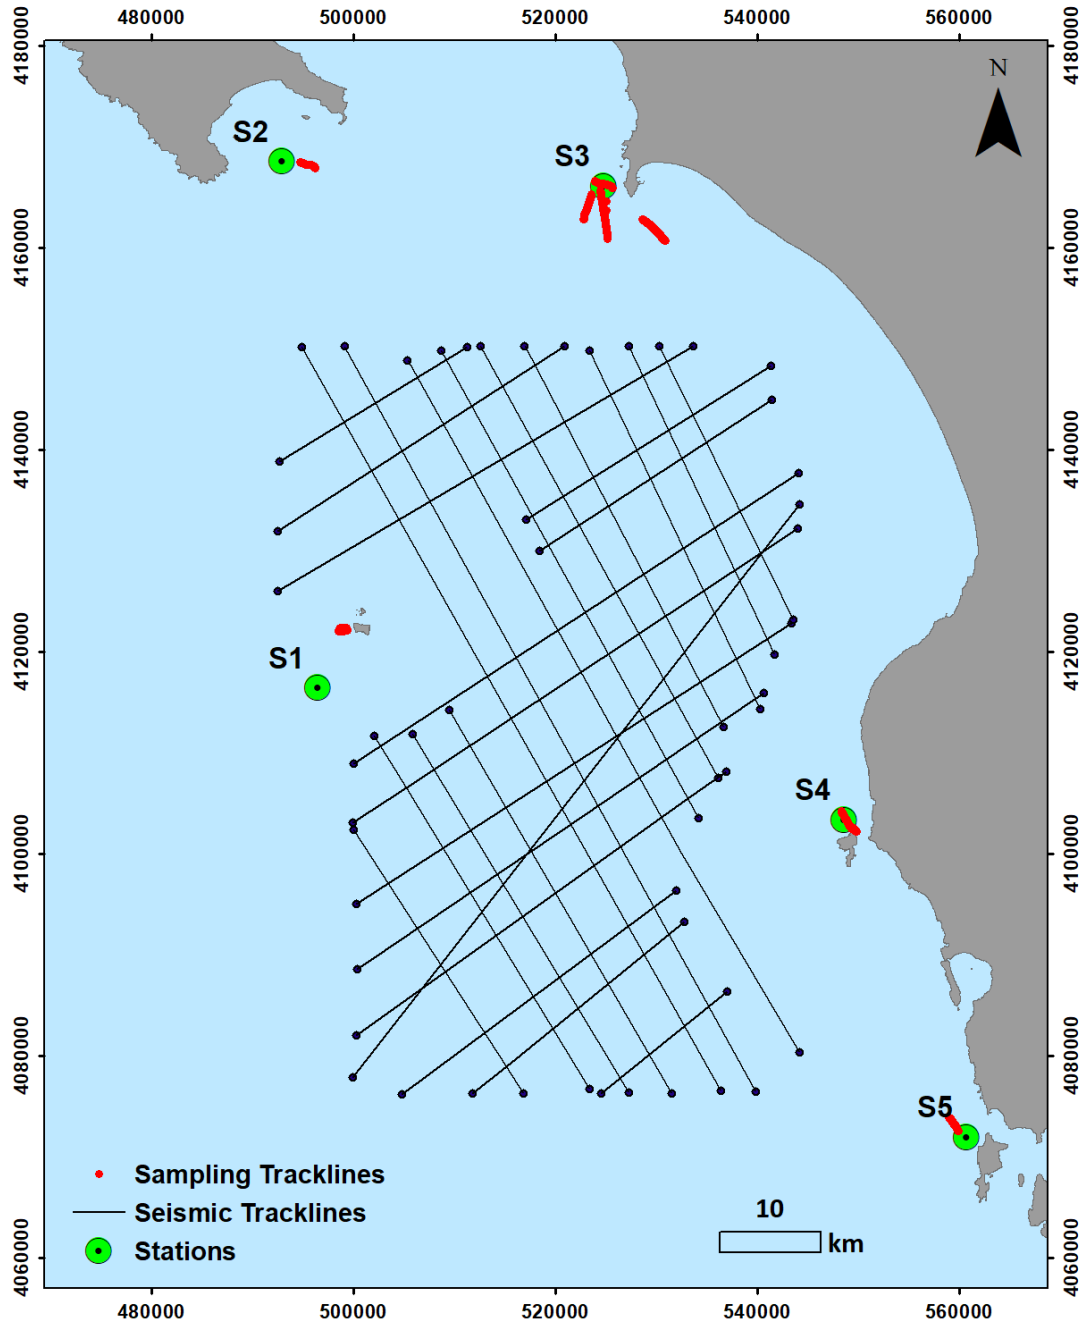 480000 500000 520000 540000 560000
4180000 4180000
N
S2
S3
4160000 4160000
4140000 4140000
4120000 4120000
S1
S4
4100000 4100000
4080000 4080000
S5
Sampling Tracklines
Seismic Tracklines
Stations
10
km
4060000 4060000
480000 500000 520000 540000 560000